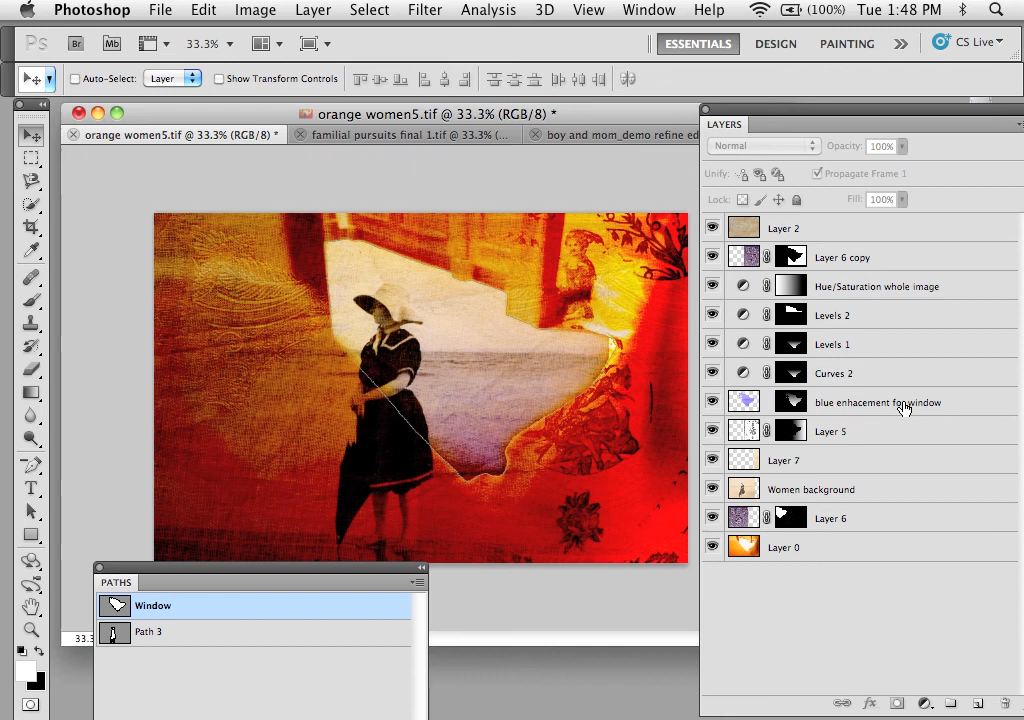 Photoshop File Edit Image Layer Select Filter Analysis 3D View Window Help (100%) Tue 1:48 PM
Ps Br Mb 33.3% ESSENTIALS DESIGN PAINTING CS Live
Auto-Select: Layer Show Transform Controls
orange women5.tif @ 33.3% (RGB/8) *
orange women5.tif @ 33.3% (RGB/8) * familial pursuits final 1.tif @ 33.3% (... boy and mom_demo refine ed
LAYERS
Normal Opacity: 100%
Unify: Propagate Frame 1
Lock: Fill: 100%
Layer 2
Layer 6 copy
Hue/Saturation whole image
Levels 2
Levels 1
Curves 2
blue enhacement for window
Layer 5
Layer 7
Women background
Layer 6
Layer 0
T
PATHS
Window
Path 3
33.3
fx